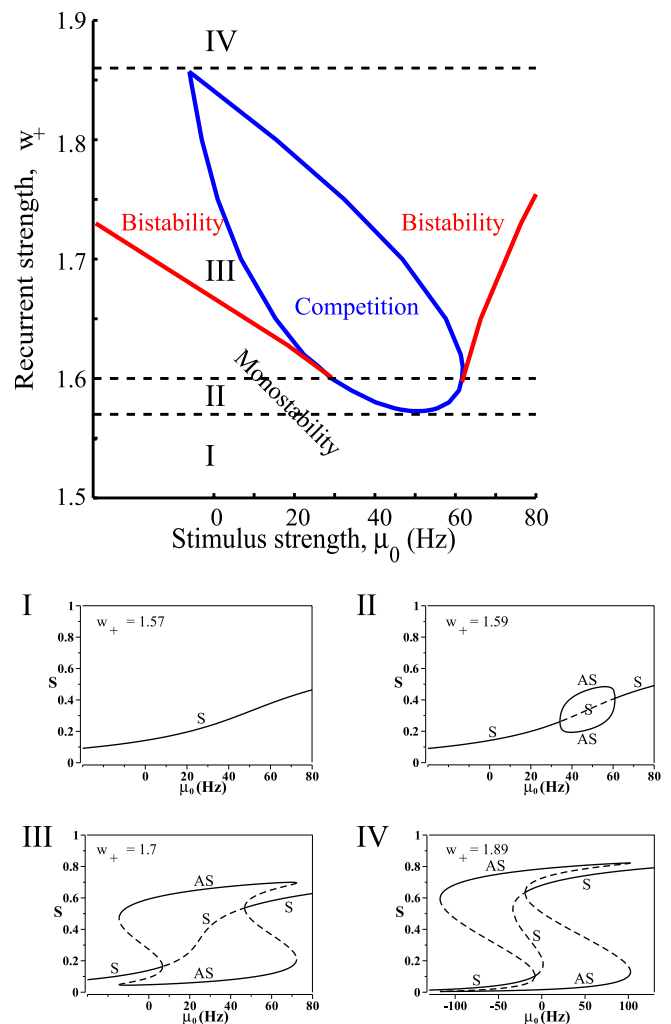 1.9
IV
1.8
Recurrent strength, w+
Bistability
Bistability
1.7
III
Competition
Monostability
1.6
II
I
1.5
0 20 40 60 80
Stimulus strength, μ0 (Hz)
I
1
w+ = 1.57
0.8
0.6
S
0.4
S
0.2
0
0 20 40 60 80
μ0 (Hz)
II
1
w+ = 1.59
0.8
0.6
S
AS
S
0.4
S
0.2
S
AS
0
0 20 40 60 80
μ0 (Hz)
III
1
w+ = 1.7
0.8
AS
0.6
S
S
S
0.4
0.2
S
AS
0
0 20 40 60 80
μ0 (Hz)
IV
1
w+ = 1.89
0.8
AS
S
0.6
S
S
0.4
0.2
S
AS
0
-100 -50 0 50 100
μ0 (Hz)